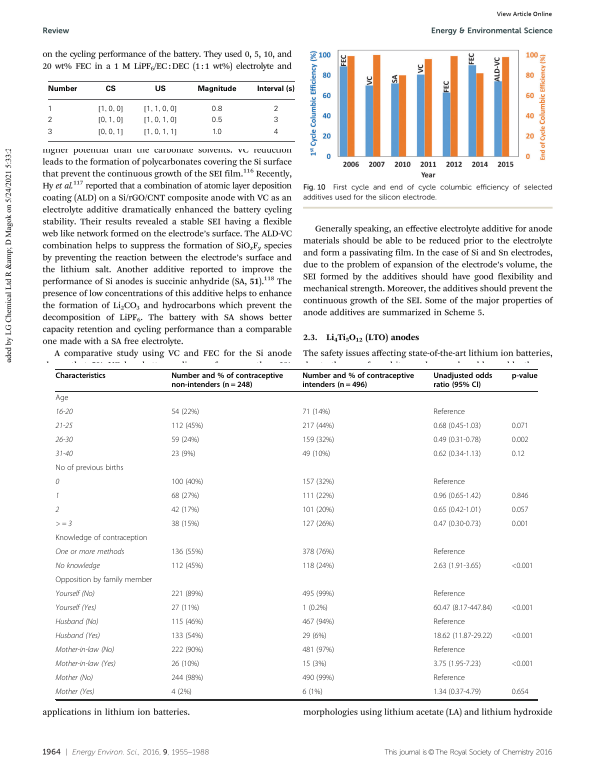 View Article Online
Review
Energy & Environmental Science
on the cycling performance of the battery. They used 0, 5, 10, and
20 wt% FEC in a 1 M LiPF6/EC : DEC (1 : 1 wt%) electrolyte and
Number CS US Magnitude Interval (s)
1 [1, 0, 0] [1, 1, 0, 0] 0.8 2
2 [0, 1, 0] [1, 0, 1, 0] 0.5 3
3 [0, 0, 1] [1, 0, 1, 1] 1.0 4
higher potential than the carbonate solvents. VC reduction
leads to the formation of polycarbonates covering the Si surface
that prevent the continuous growth of the SEI film.116 Recently,
Hy et al.117 reported that a combination of atomic layer deposition
coating (ALD) on a Si/rGO/CNT composite anode with VC as an
electrolyte additive dramatically enhanced the battery cycling
stability. Their results revealed a stable SEI having a flexible
web like network formed on the electrode's surface. The ALD-VC
combination helps to suppress the formation of SiOxFy species
by preventing the reaction between the electrode's surface and
the lithium salt. Another additive reported to improve the
performance of Si anodes is succinic anhydride (SA, 51).118 The
presence of low concentrations of this additive helps to enhance
the formation of Li2CO3 and hydrocarbons which prevent the
decomposition of LiPF6. The battery with SA shows better
capacity retention and cycling performance than a comparable
one made with a SA free electrolyte.
A comparative study using VC and FEC for the Si anode
1st Cycle Columbic Efficiency (%)
100
80
60
40
20
0
FEC
VC
SA
VC
FEC
FEC
ALD-VC
100
80
60
40
20
0
End of Cycle Columbic Efficiency (%)
2006 2007 2010 2011 2012 2014 2015
Year
Fig. 10 First cycle and end of cycle columbic efficiency of selected
additives used for the silicon electrode.
Generally speaking, an effective electrolyte additive for anode
materials should be able to be reduced prior to the electrolyte
and form a passivating film. In the case of Si and Sn electrodes,
due to the problem of expansion of the electrode's volume, the
SEI formed by the additives should have good flexibility and
mechanical strength. Moreover, the additives should prevent the
continuous growth of the SEI. Some of the major properties of
anode additives are summarized in Scheme 5.
2.3. Li4Ti5O12 (LTO) anodes
The safety issues affecting state-of-the-art lithium ion batteries,
Characteristics Number and % of contraceptive non-intenders (n = 248) Number and % of contraceptive intenders (n = 496) Unadjusted odds ratio (95% CI) p-value
Age
16-20 54 (22%) 71 (14%) Reference
21-25 112 (45%) 217 (44%) 0.68 (0.45-1.03) 0.071
26-30 59 (24%) 159 (32%) 0.49 (0.31-0.78) 0.002
31-40 23 (9%) 49 (10%) 0.62 (0.34-1.13) 0.12
No of previous births
0 100 (40%) 157 (32%) Reference
1 68 (27%) 111 (22%) 0.96 (0.65-1.42) 0.846
2 42 (17%) 101 (20%) 0.65 (0.42-1.01) 0.057
> = 3 38 (15%) 127 (26%) 0.47 (0.30-0.73) 0.001
Knowledge of contraception
One or more methods 136 (55%) 378 (76%) Reference
No knowledge 112 (45%) 118 (24%) 2.63 (1.91-3.65) <0.001
Opposition by family member
Yourself (No) 221 (89%) 495 (99%) Reference
Yourself (Yes) 27 (11%) 1 (0.2%) 60.47 (8.17-447.84) <0.001
Husband (No) 115 (46%) 467 (94%) Reference
Husband (Yes) 133 (54%) 29 (6%) 18.62 (11.87-29.22) <0.001
Mother-in-law (No) 222 (90%) 481 (97%) Reference
Mother-in-law (Yes) 26 (10%) 15 (3%) 3.75 (1.95-7.23) <0.001
Mother (No) 244 (98%) 490 (99%) Reference
Mother (Yes) 4 (2%) 6 (1%) 1.34 (0.37-4.79) 0.654
applications in lithium ion batteries.
morphologies using lithium acetate (LA) and lithium hydroxide
aded by LG Chemical Ltd R &amp; D Magok on 5/24/2021 5:33:2
1964 | Energy Environ. Sci., 2016, 9, 1955–1988
This journal is © The Royal Society of Chemistry 2016